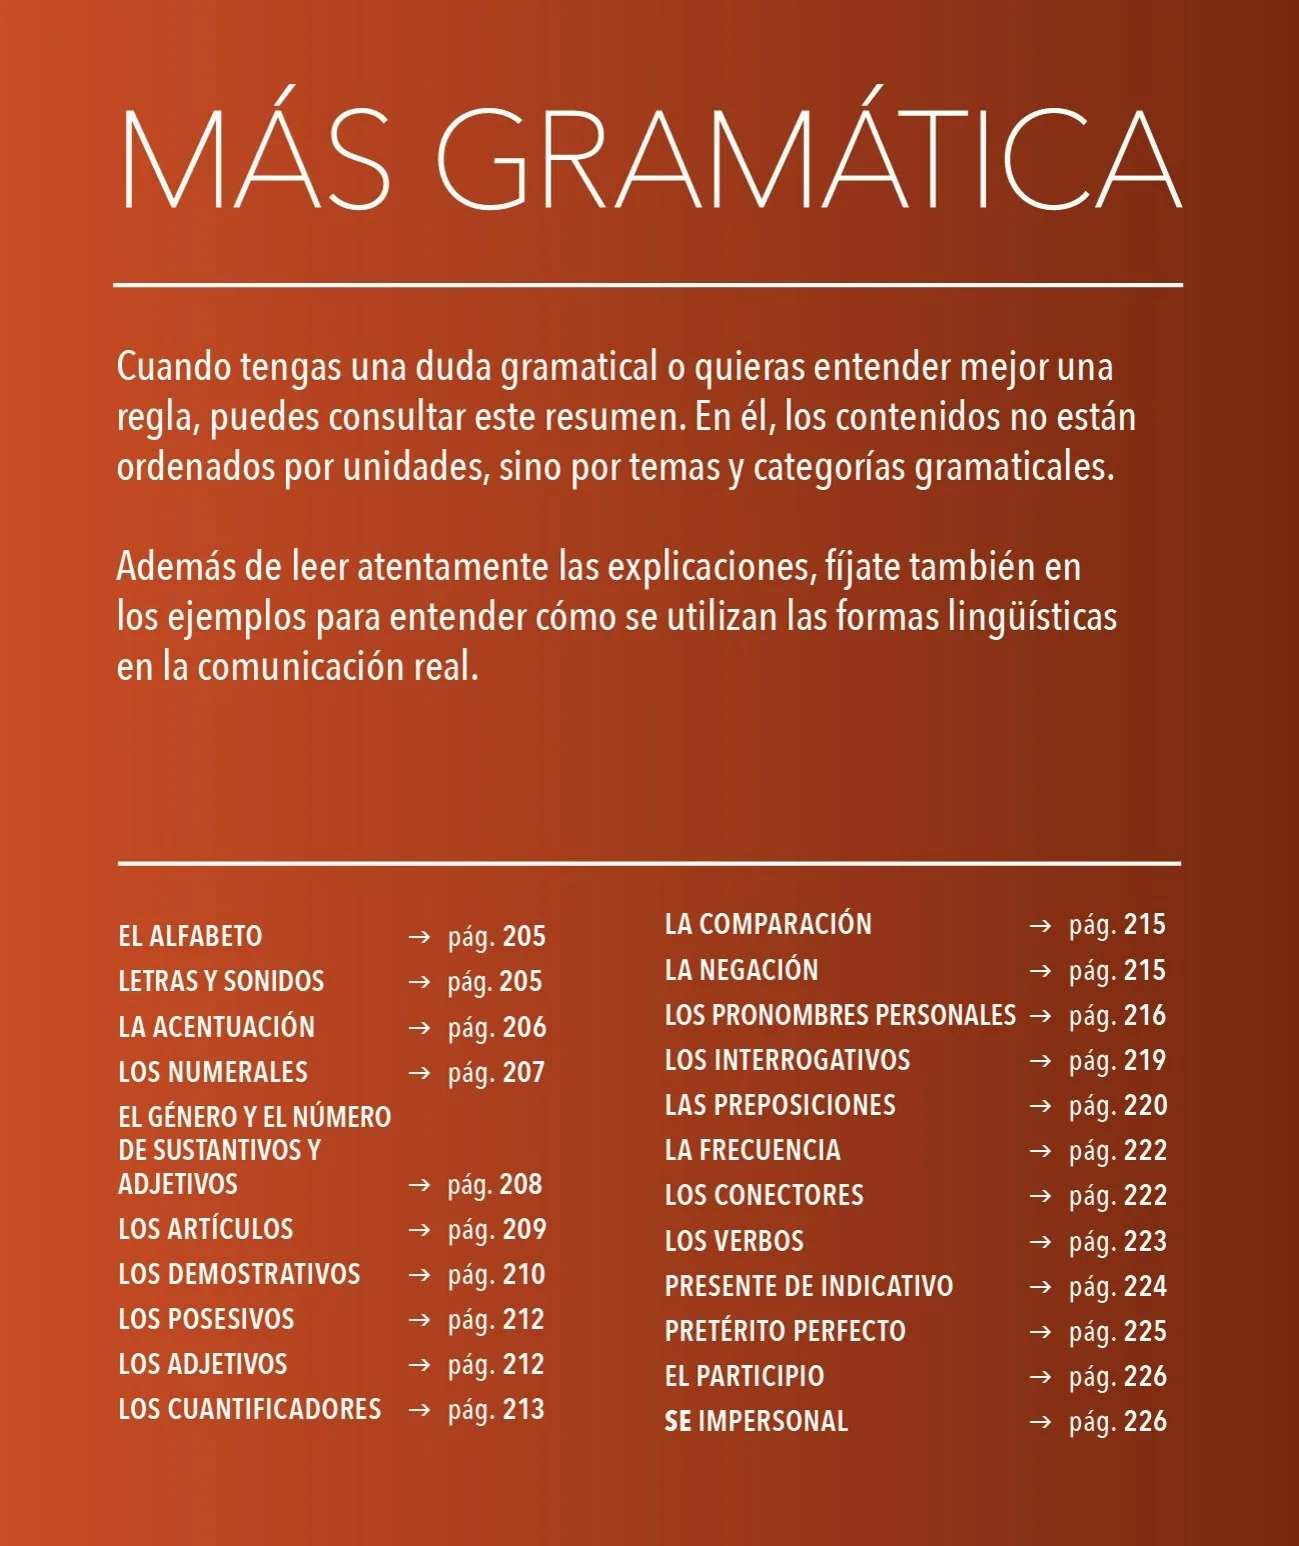 MÁS GRAMÁTICA
Cuando tengas una duda gramatical o quieras entender mejor una
regla, puedes consultar este resumen. En él, los contenidos no están
ordenados por unidades, sino por temas y categorías gramaticales.
Además de leer atentamente las explicaciones, fíjate también en
los ejemplos para entender cómo se utilizan las formas lingüísticas
en la comunicación real.
EL ALFABETO → pág. 205
LETRAS Y SONIDOS → pág. 205
LA ACENTUACIÓN → pág. 206
LOS NUMERALES → pág. 207
EL GÉNERO Y EL NÚMERO
DE SUSTANTIVOS Y
ADJETIVOS → pág. 208
LOS ARTÍCULOS → pág. 209
LOS DEMOSTRATIVOS → pág. 210
LOS POSESIVOS → pág. 212
LOS ADJETIVOS → pág. 212
LOS CUANTIFICADORES → pág. 213
LA COMPARACIÓN → pág. 215
LA NEGACIÓN → pág. 215
LOS PRONOMBRES PERSONALES → pág. 216
LOS INTERROGATIVOS → pág. 219
LAS PREPOSICIONES → pág. 220
LA FRECUENCIA → pág. 222
LOS CONECTORES → pág. 222
LOS VERBOS → pág. 223
PRESENTE DE INDICATIVO → pág. 224
PRETÉRITO PERFECTO → pág. 225
EL PARTICIPIO → pág. 226
SE IMPERSONAL → pág. 226